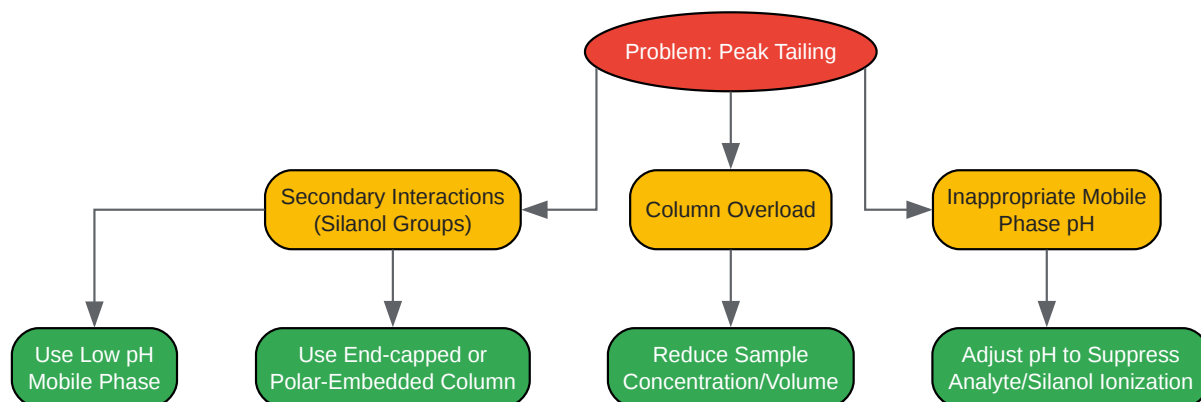 Problem: Peak Tailing
Secondary Interactions
(Silanol Groups)
Column Overload
Inappropriate Mobile
Phase pH
Use Low pH
Mobile Phase
Use End-capped or
Polar-Embedded Column
Reduce Sample
Concentration/Volume
Adjust pH to Suppress
Analyte/Silanol Ionization